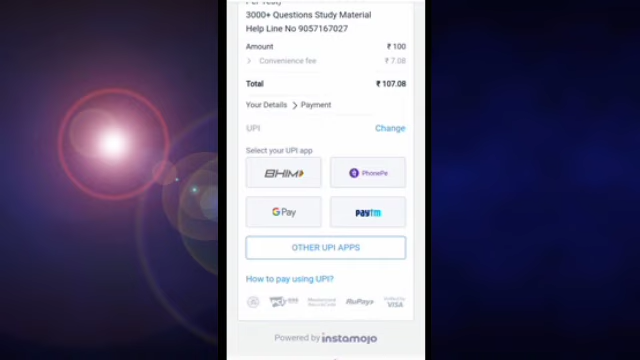 3000+ Questions Study Material
Help Line No 9057167027
Amount ₹ 100
Convenience fee ₹ 7.08
Total ₹ 107.08
Your Details > Payment
UPI Change
Select your UPI app
BHIM PhonePe
G Pay Paytm
OTHER UPI APPS
How to pay using UPI?
RuPay VISA
Powered by instamojo